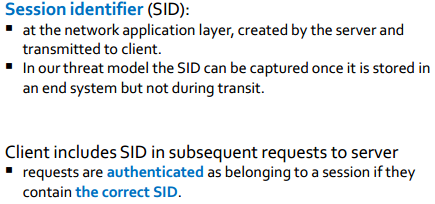 Session identifier (SID):
▪ at the network application layer, created by the server and
transmitted to client.
▪ In our threat model the SID can be captured once it is stored in
an end system but not during transit.
Client includes SID in subsequent requests to server
▪ requests are authenticated as belonging to a session if they
contain the correct SID.